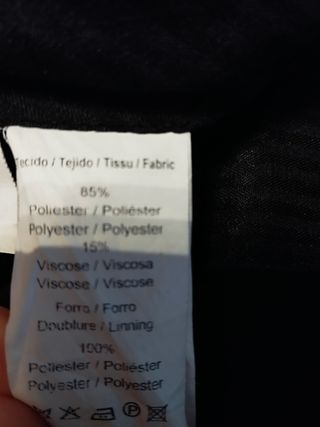 Tecido / Tejido / Tissu / Fabric
85%
Poliester / Poliéster
Polyester / Polyester
15%
Viscose / Viscosa
Viscose / Viscose
Forro / Forro
Doublure / Linning
100%
Poliester / Poliéster
Polyester / Polyester